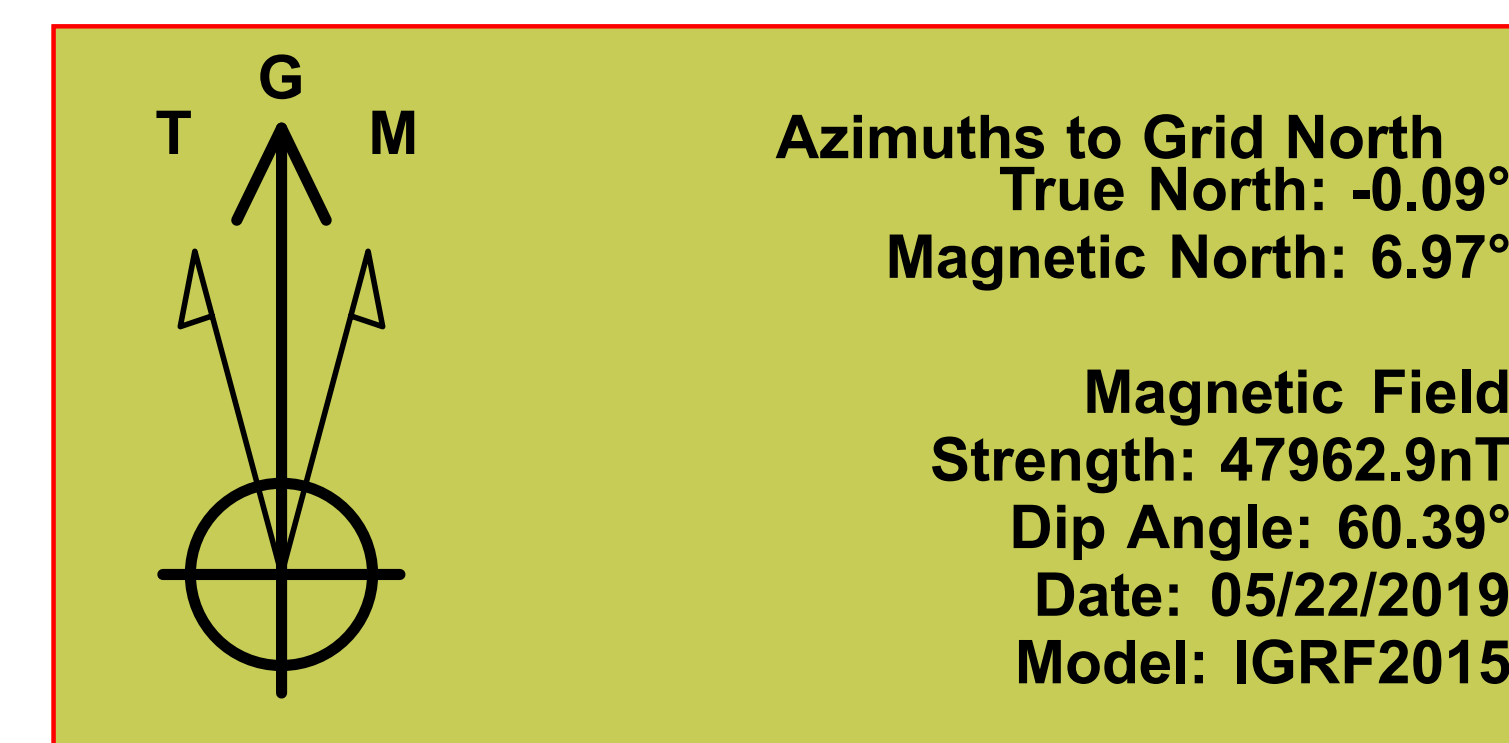 G
T M
Azimuths to Grid North
True North: -0.09°
Magnetic North: 6.97°
Magnetic Field
Strength: 47962.9nT
Dip Angle: 60.39°
Date: 05/22/2019
Model: IGRF2015